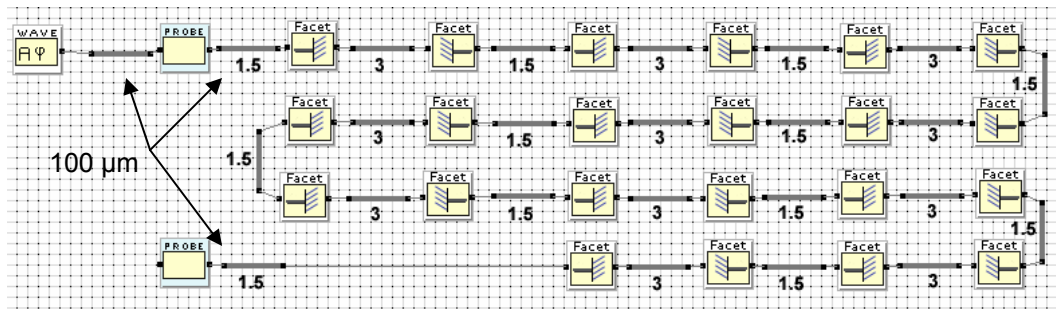 WAVE PROBE Facet Facet Facet Facet Facet Facet
Aφ
1.5 3 1.5 3 1.5 3
1.5
Facet Facet Facet Facet Facet Facet
3 1.5 3 1.5 3
1.5
100 µm
Facet Facet Facet Facet Facet Facet
3 1.5 3 1.5 3
1.5
PROBE Facet Facet Facet Facet
1.5 3 1.5 3